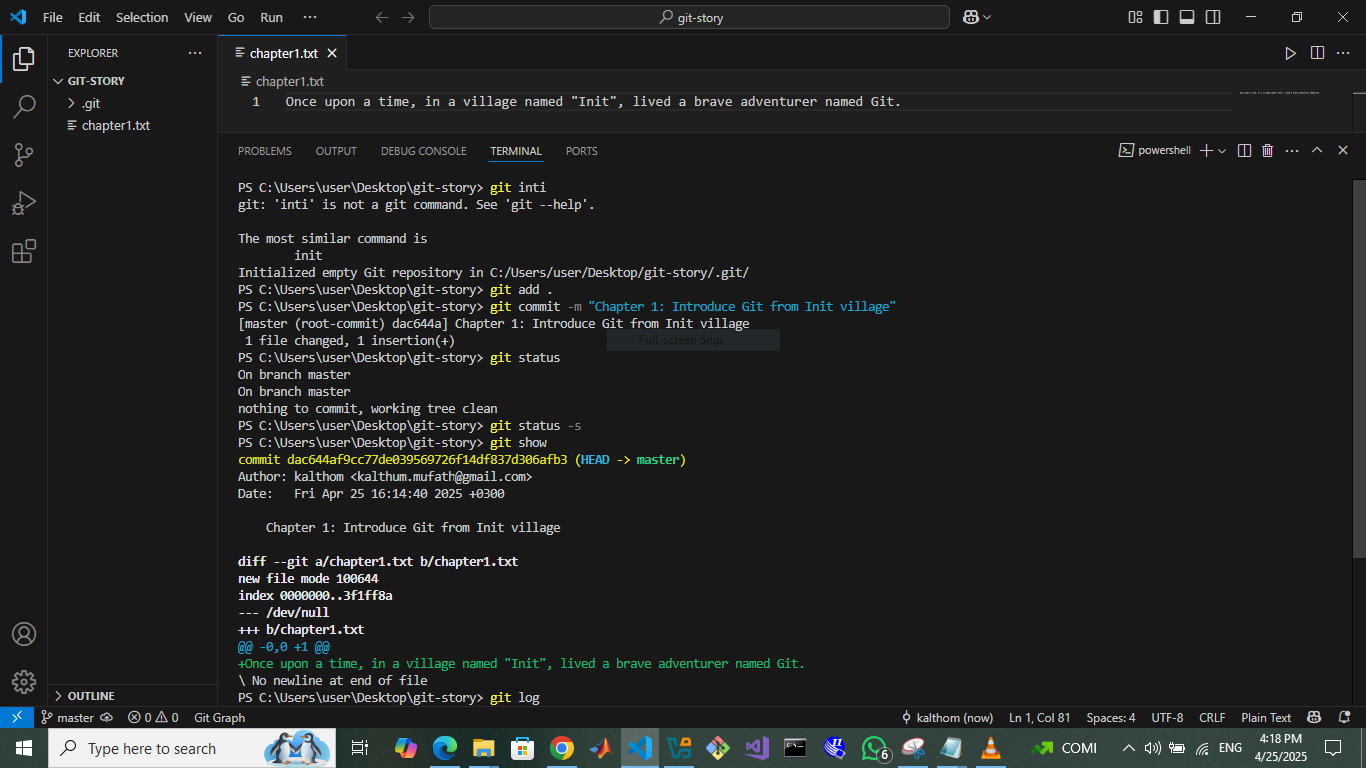 File Edit Selection View Go Run ···
git-story
EXPLORER ···
GIT-STORY
.git
chapter1.txt
OUTLINE
chapter1.txt
chapter1.txt
1 Once upon a time, in a village named "Init", lived a brave adventurer named Git.
PROBLEMS OUTPUT DEBUG CONSOLE TERMINAL PORTS
powershell
PS C:\Users\user\Desktop\git-story> git inti
git: 'inti' is not a git command. See 'git --help'.
The most similar command is
init
Initialized empty Git repository in C:/Users/user/Desktop/git-story/.git/
PS C:\Users\user\Desktop\git-story> git add .
PS C:\Users\user\Desktop\git-story> git commit -m "Chapter 1: Introduce Git from Init village"
[master (root-commit) dac644a] Chapter 1: Introduce Git from Init village
1 file changed, 1 insertion(+)
Full-screen Snip
PS C:\Users\user\Desktop\git-story> git status
On branch master
On branch master
nothing to commit, working tree clean
PS C:\Users\user\Desktop\git-story> git status -s
PS C:\Users\user\Desktop\git-story> git show
commit dac644af9cc77de039569726f14df837d306afb3 (HEAD -> master)
Author: kalthom <kalthum.mufath@gmail.com>
Date:   Fri Apr 25 16:14:40 2025 +0300
Chapter 1: Introduce Git from Init village
diff --git a/chapter1.txt b/chapter1.txt
new file mode 100644
index 0000000..3f1ff8a
--- /dev/null
+++ b/chapter1.txt
@@ -0,0 +1 @@
+Once upon a time, in a village named "Init", lived a brave adventurer named Git.
\ No newline at end of file
PS C:\Users\user\Desktop\git-story> git log
master 0 0 Git Graph kalthom (now) Ln 1, Col 81 Spaces: 4 UTF-8 CRLF Plain Text
Type here to search
6
COMI
ENG
4:18 PM
4/25/2025